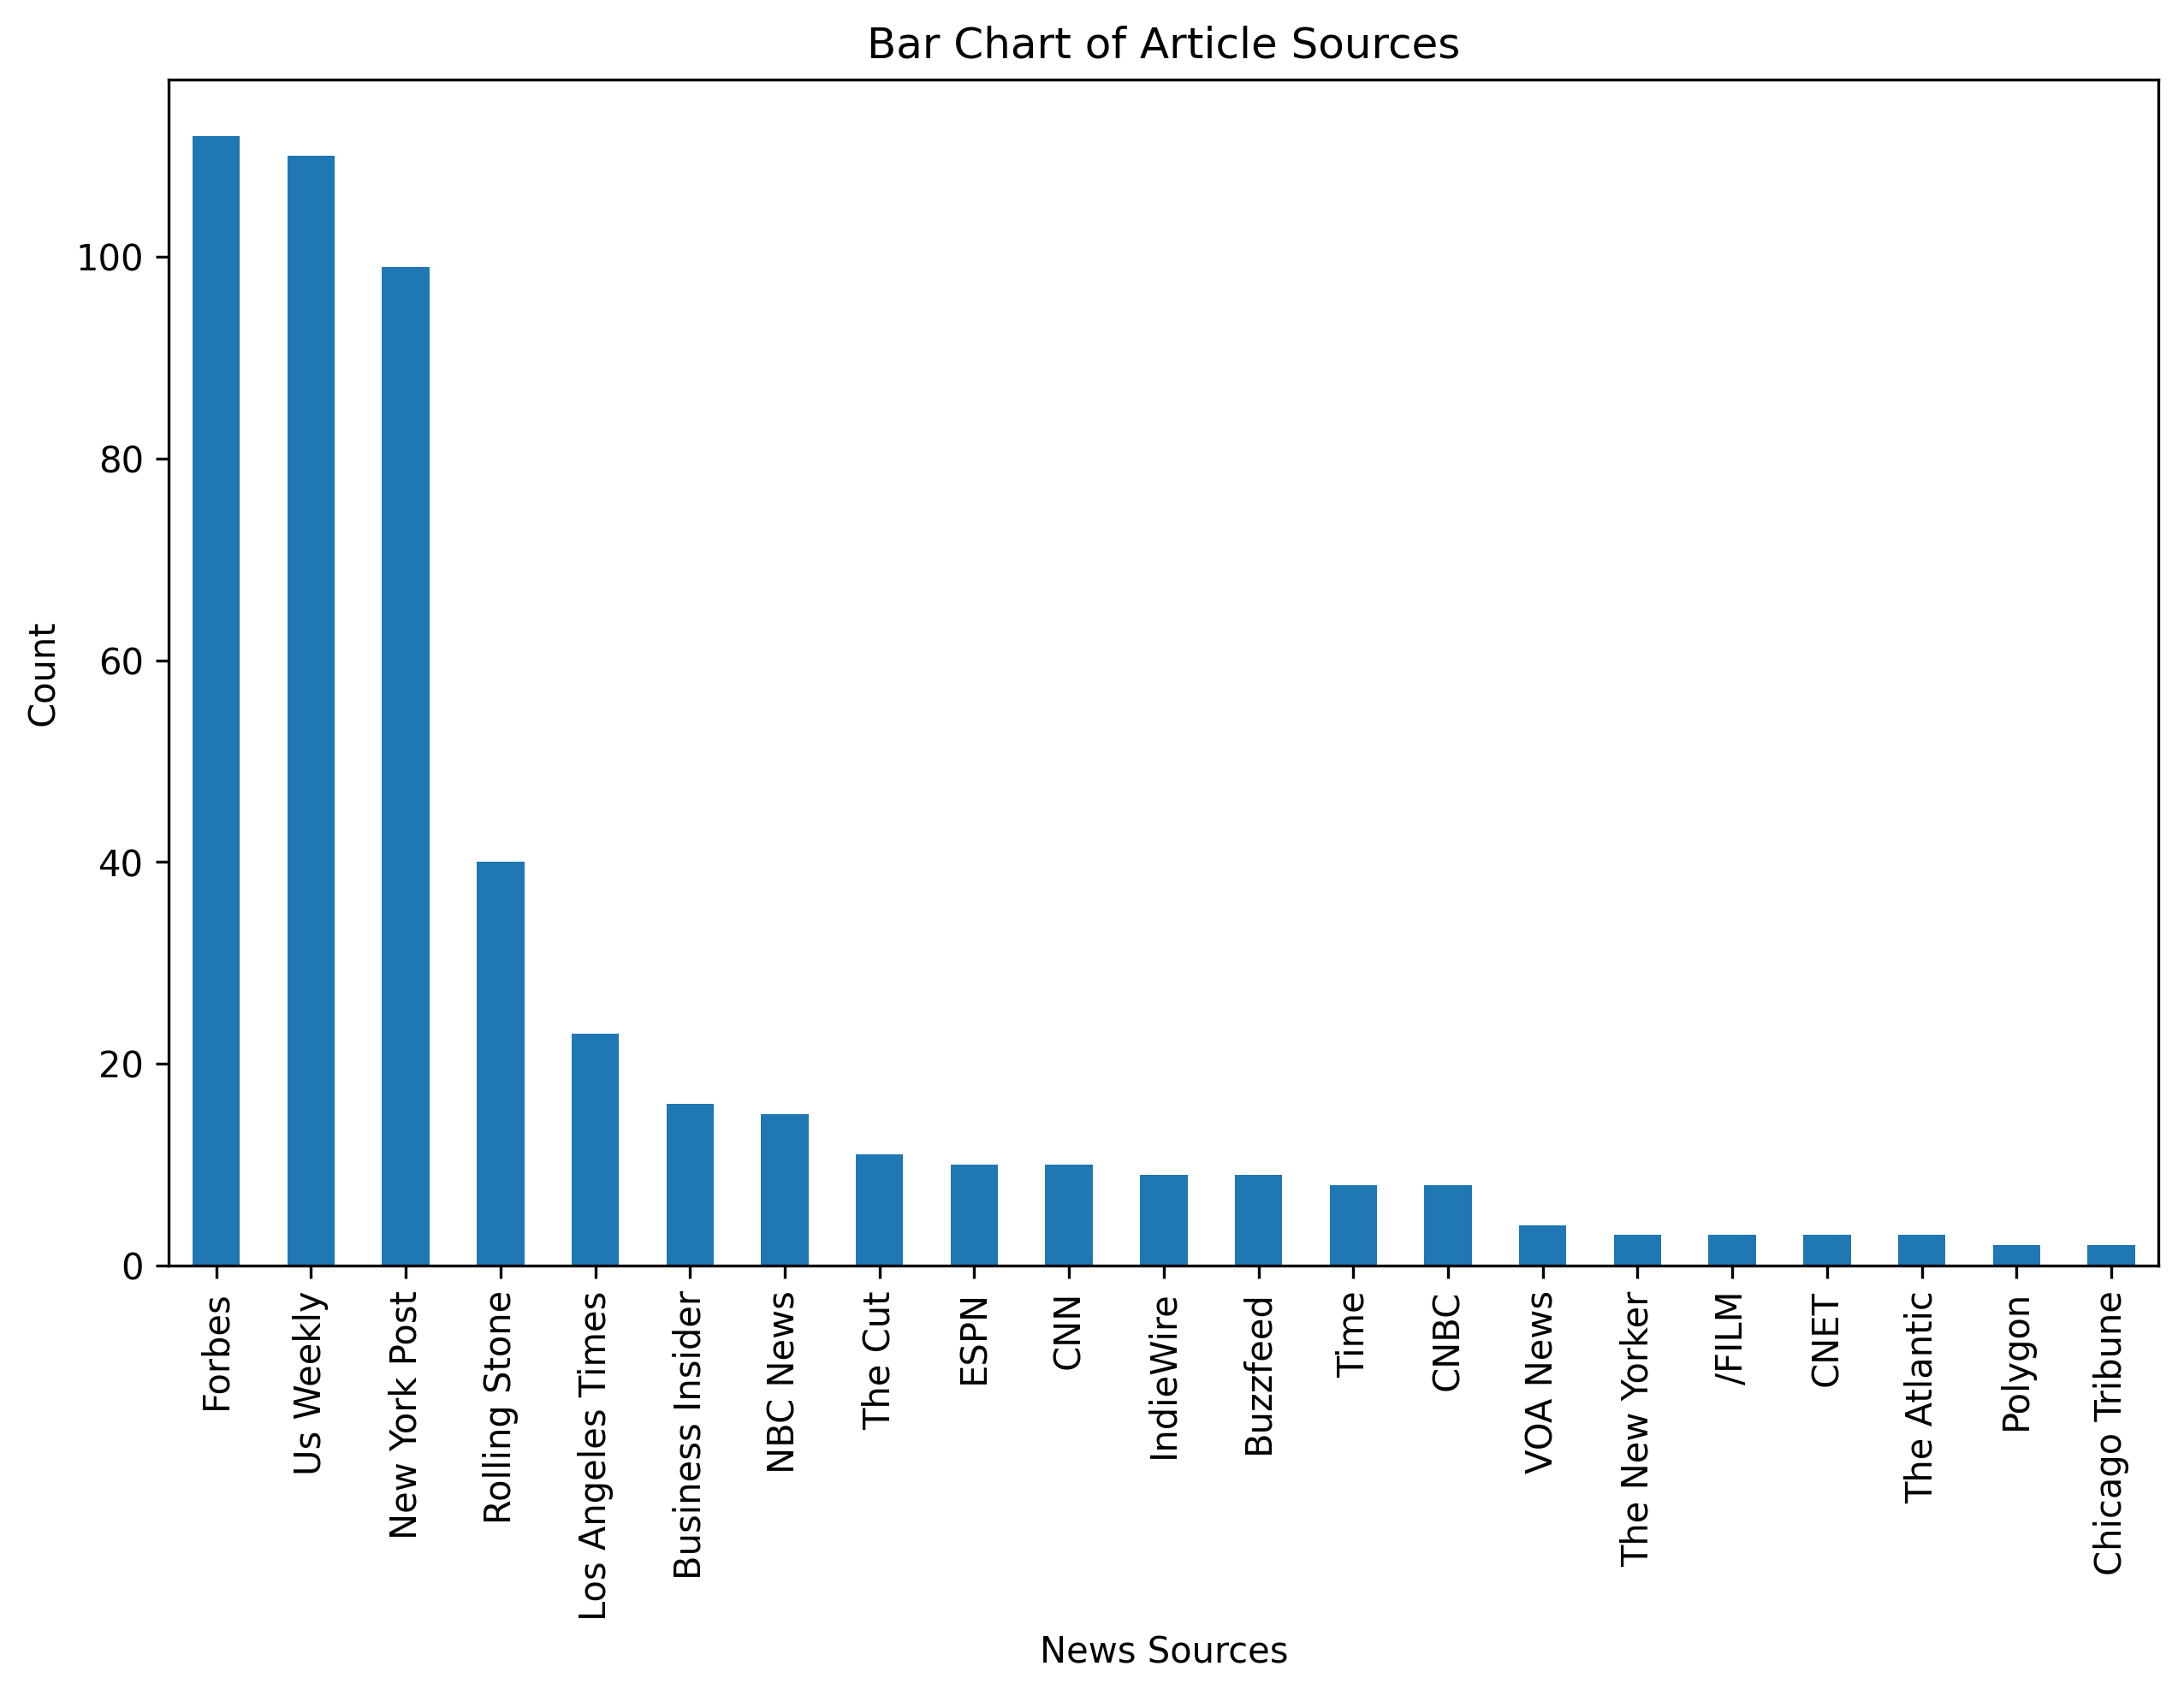 Bar Chart of Article Sources
Count
100
80
60
40
20
0
Forbes
Us Weekly
New York Post
Rolling Stone
Los Angeles Times
Business Insider
NBC News
The Cut
ESPN
CNN
IndieWire
Buzzfeed
Time
CNBC
VOA News
The New Yorker
/FILM
CNET
The Atlantic
Polygon
Chicago Tribune
News Sources